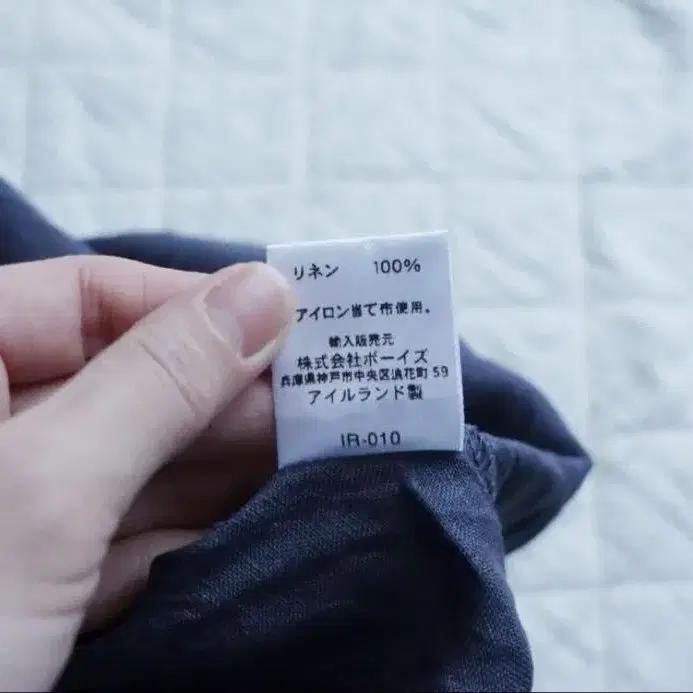 リネン 100%
アイロン当て布使用。
輸入販売元
株式会社ボーイズ
兵庫県神戸市中央区浪花町 59
アイルランド製
IR-010